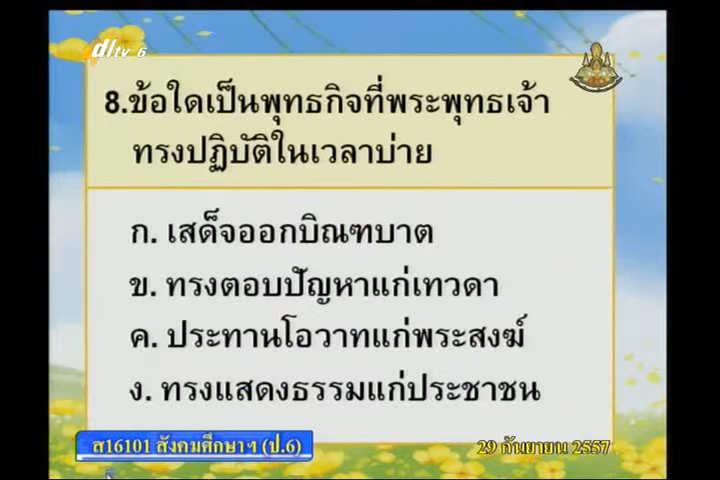 dltv 6
8.ข้อใดเป็นพุทธกิจที่พระพุทธเจ้า
ทรงปฏิบัติในเวลาบ่าย
ก. เสด็จออกบิณฑบาต
ข. ทรงตอบปัญหาแก่เทวดา
ค. ประทานโอวาทแก่พระสงฆ์
ง. ทรงแสดงธรรมแก่ประชาชน
ส16101 สังคมศึกษาฯ (ป.6)
29 กันยายน 2557